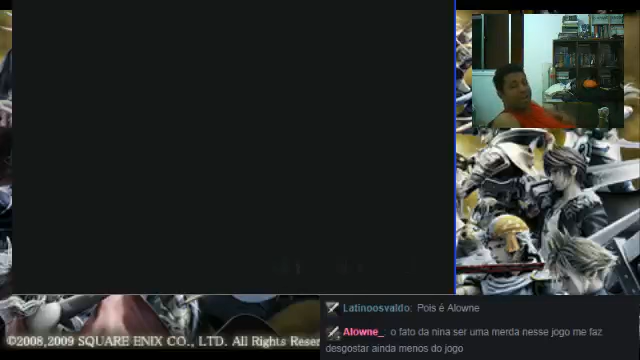 Latinoosvaldo: Pois é Alowne
Alowne_: o fato da nina ser uma merda nesse jogo me faz
desgostar ainda menos do jogo
©2008,2009 SQUARE ENIX CO., LTD. All Rights Reser